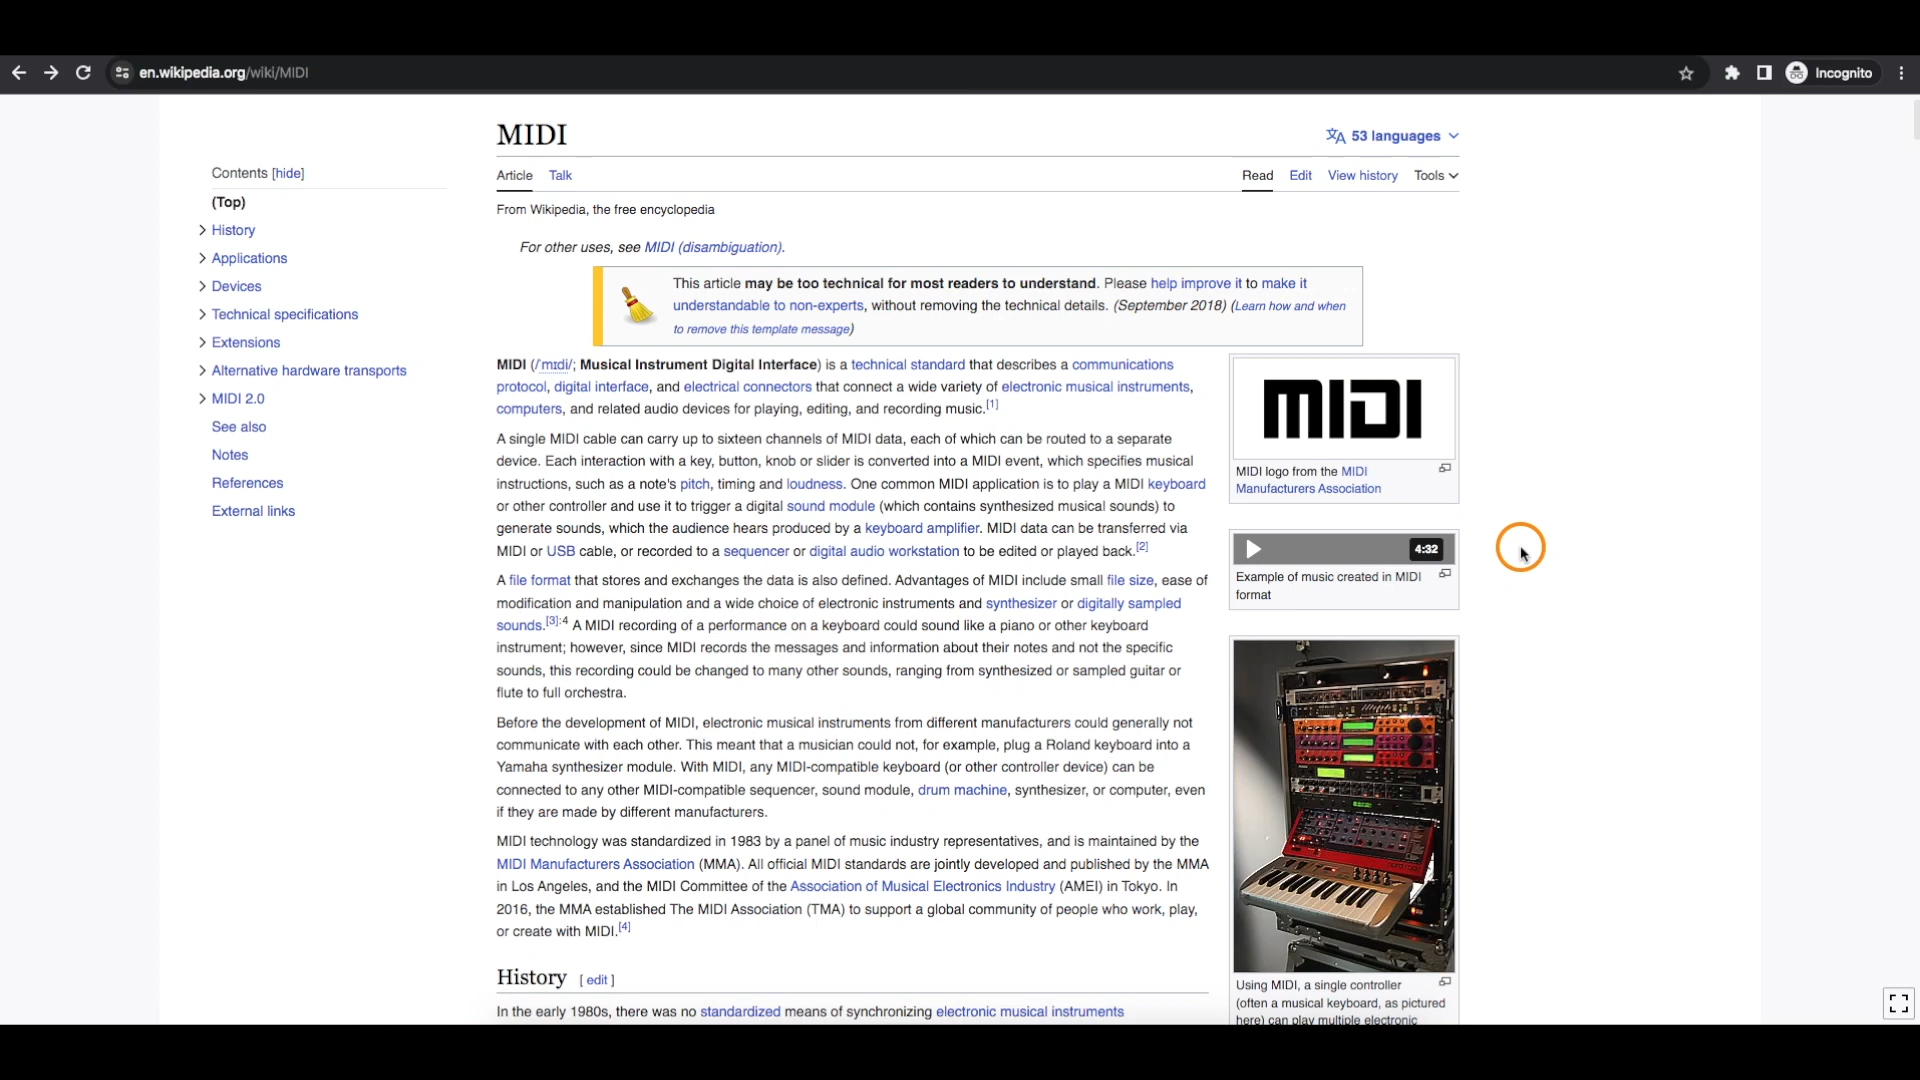 en.wikipedia.org/wiki/MIDI
Incognito
MIDI
53 languages
Contents [hide]
(Top)
History
Applications
Devices
Technical specifications
Extensions
Alternative hardware transports
MIDI 2.0
See also
Notes
References
External links
Article Talk
Read Edit View history Tools
From Wikipedia, the free encyclopedia
For other uses, see MIDI (disambiguation).
This article may be too technical for most readers to understand. Please help improve it to make it
understandable to non-experts, without removing the technical details. (September 2018) (Learn how and when
to remove this template message)
MIDI (/ˈmɪdi/; Musical Instrument Digital Interface) is a technical standard that describes a communications
protocol, digital interface, and electrical connectors that connect a wide variety of electronic musical instruments,
computers, and related audio devices for playing, editing, and recording music.[1]
A single MIDI cable can carry up to sixteen channels of MIDI data, each of which can be routed to a separate
device. Each interaction with a key, button, knob or slider is converted into a MIDI event, which specifies musical
instructions, such as a note's pitch, timing and loudness. One common MIDI application is to play a MIDI keyboard
or other controller and use it to trigger a digital sound module (which contains synthesized musical sounds) to
generate sounds, which the audience hears produced by a keyboard amplifier. MIDI data can be transferred via
MIDI or USB cable, or recorded to a sequencer or digital audio workstation to be edited or played back.[2]
A file format that stores and exchanges the data is also defined. Advantages of MIDI include small file size, ease of
modification and manipulation and a wide choice of electronic instruments and synthesizer or digitally sampled
sounds.[3]:4 A MIDI recording of a performance on a keyboard could sound like a piano or other keyboard
instrument; however, since MIDI records the messages and information about their notes and not the specific
sounds, this recording could be changed to many other sounds, ranging from synthesized or sampled guitar or
flute to full orchestra.
Before the development of MIDI, electronic musical instruments from different manufacturers could generally not
communicate with each other. This meant that a musician could not, for example, plug a Roland keyboard into a
Yamaha synthesizer module. With MIDI, any MIDI-compatible keyboard (or other controller device) can be
connected to any other MIDI-compatible sequencer, sound module, drum machine, synthesizer, or computer, even
if they are made by different manufacturers.
MIDI technology was standardized in 1983 by a panel of music industry representatives, and is maintained by the
MIDI Manufacturers Association (MMA). All official MIDI standards are jointly developed and published by the MMA
in Los Angeles, and the MIDI Committee of the Association of Musical Electronics Industry (AMEI) in Tokyo. In
2016, the MMA established The MIDI Association (TMA) to support a global community of people who work, play,
or create with MIDI.[4]
History [ edit ]
In the early 1980s, there was no standardized means of synchronizing electronic musical instruments
MIDI
MIDI logo from the MIDI
Manufacturers Association
4:32
Example of music created in MIDI
format
Using MIDI, a single controller
(often a musical keyboard, as pictured
here) can play multiple electronic